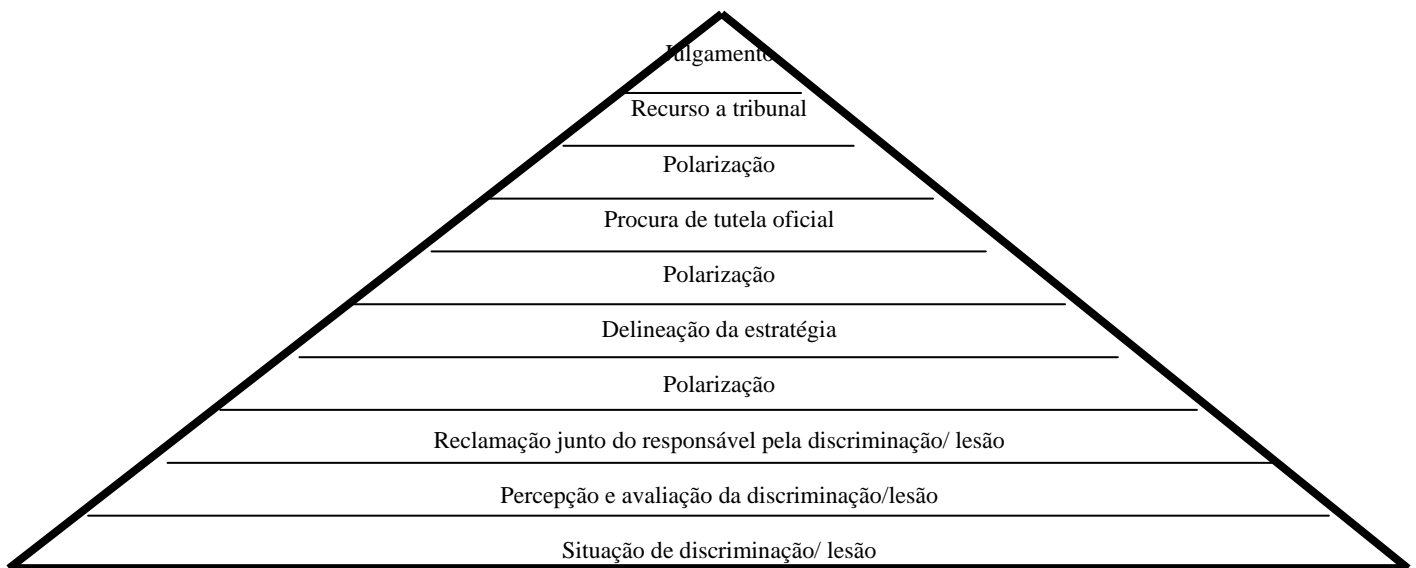 Julgamento
Recurso a tribunal
Polarização
Procura de tutela oficial
Polarização
Delineação da estratégia
Polarização
Reclamação junto do responsável pela discriminação/ lesão
Percepção e avaliação da discriminação/lesão
Situação de discriminação/ lesão